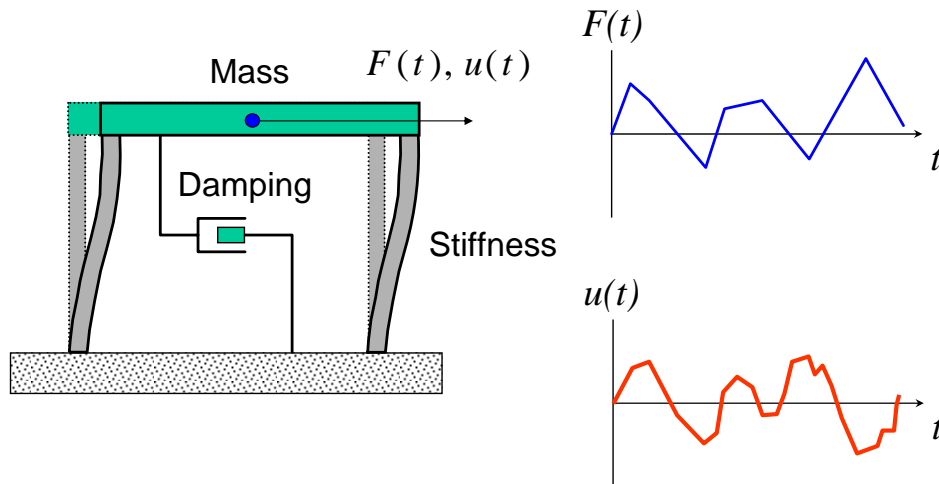 Mass
F(t), u(t)
Damping
Stiffness
F(t)
t
u(t)
t